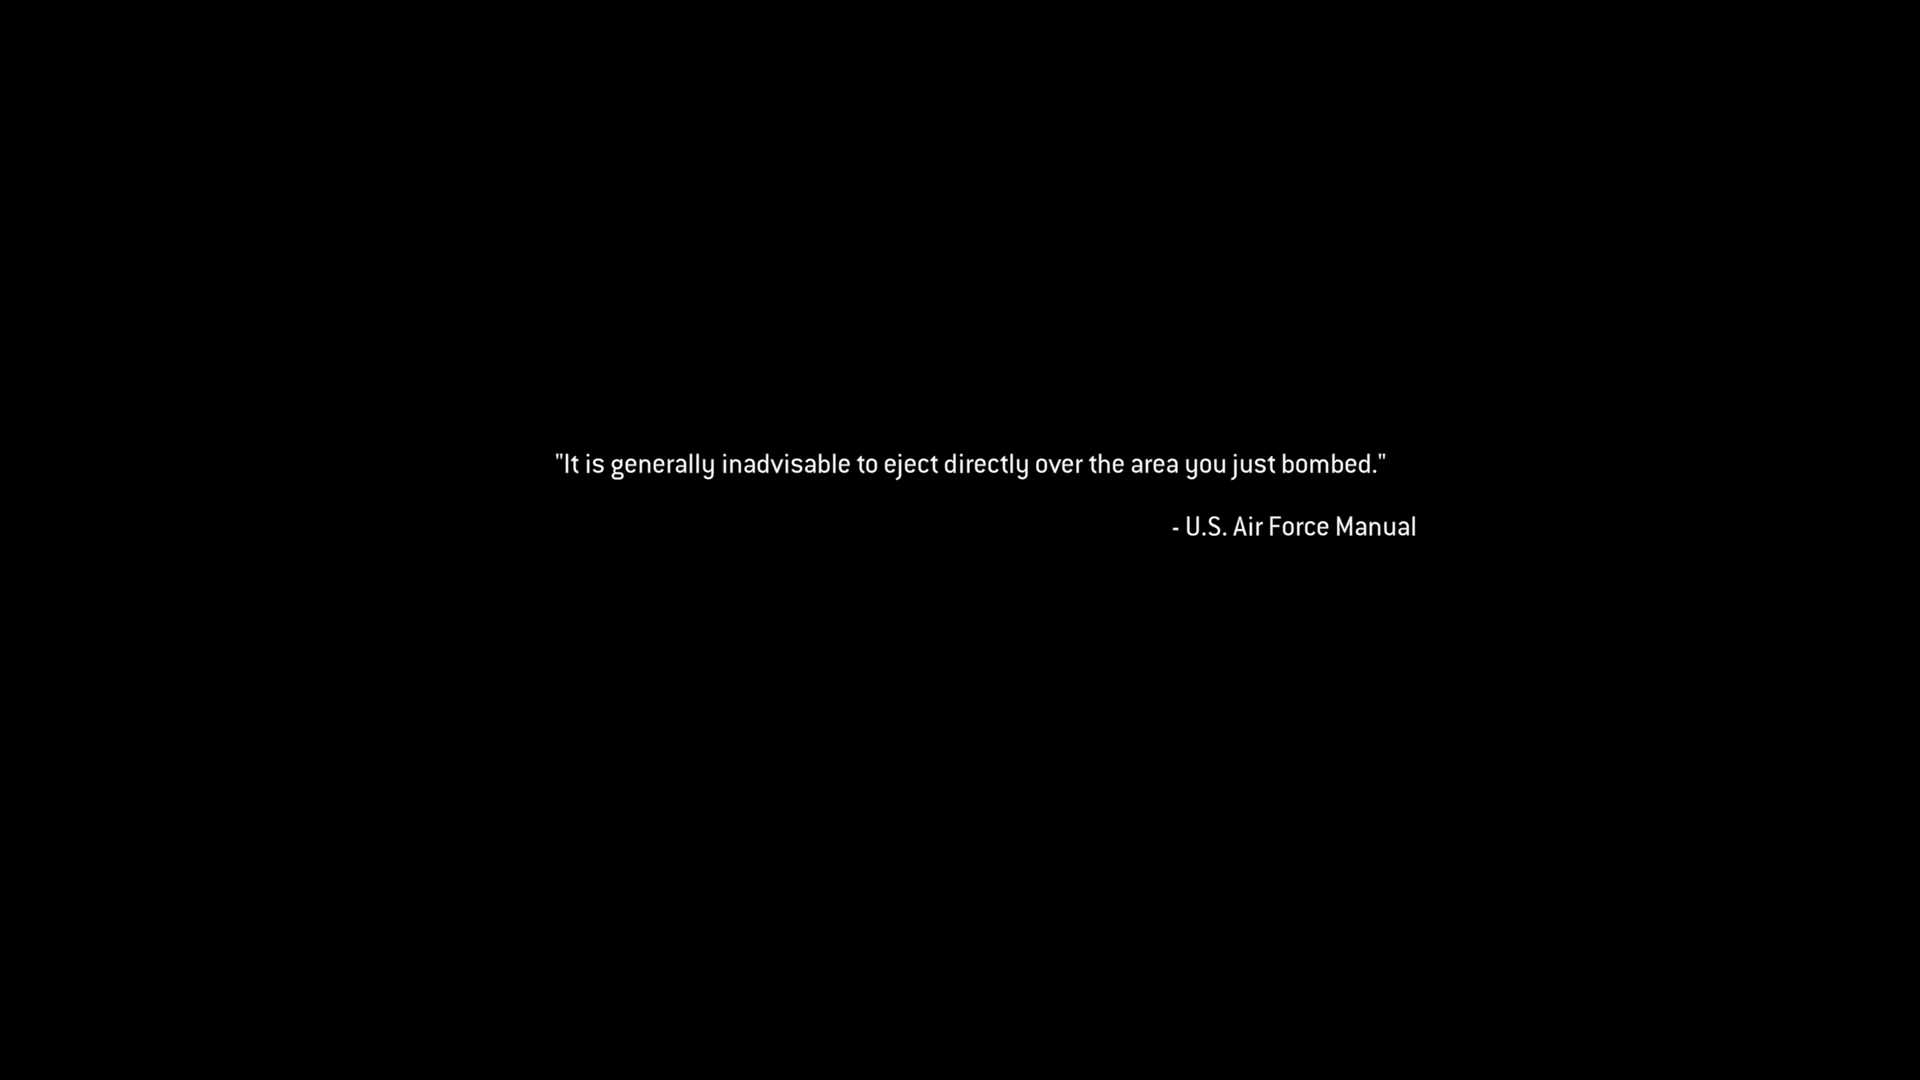 "It is generally inadvisable to eject directly over the area you just bombed."
- U.S. Air Force Manual